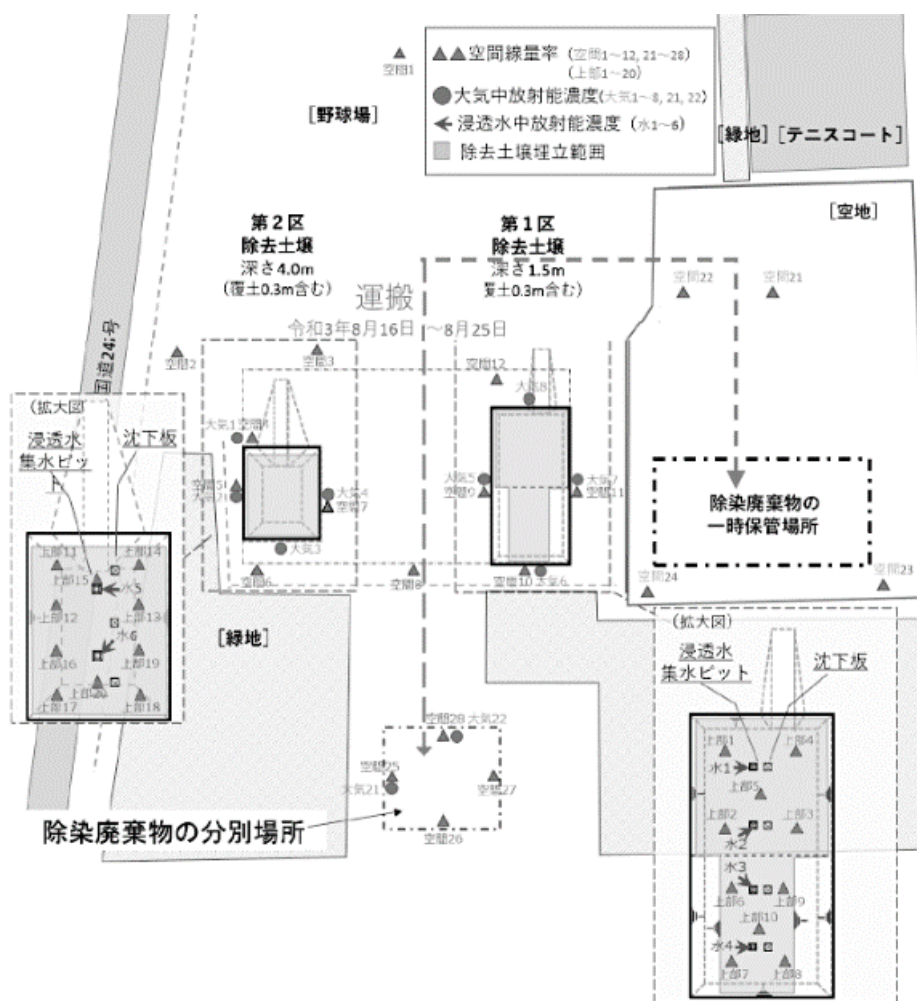 ▲▲空間線量率 (空間1～12, 21～28)
(上部1～20)
●大気中放射能濃度(大気1～8, 21, 22)
浸透水中放射能濃度 (水1～6)
除去土壌埋立範囲
空間1
[野球場]
[緑地]
[テニスコート]
[空地]
第2区
除去土壌
深さ4.0m
(覆土0.3m含む)
第1区
除去土壌
深さ1.5m
覆土0.3m含む)
運搬
令和3年8月16日 ～8月25日
空間22
空間21
国道24号
空間2
空間3
空間12
大気8
(拡大図)
浸透水
集水ピット
沈下板
大気1
空間5
大気4
空間7
大気3
大気5
空間9
大気7
空間11
除染廃棄物の
一時保管場所
空間6
空間8
空間10
大気6
空間24
空間23
上部11
上部14
上部15
水5
上部12
上部13
水6
上部16
上部19
上部20
上部17
上部18
[緑地]
(拡大図)
浸透水
集水ピット
沈下板
空間28
大気22
空間25
大気21
空間27
空間26
除染廃棄物の分別場所
上部1
上部4
水1
上部5
上部2
上部3
水2
水3
上部6
上部9
上部10
水4
上部7
上部8